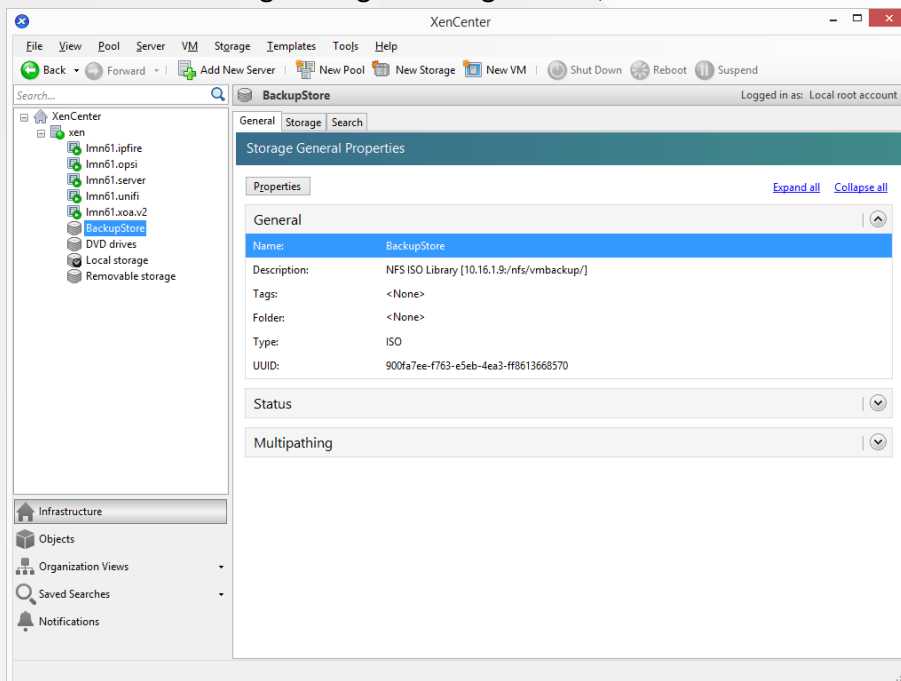 XenCenter
File View Pool Server VM Storage Templates Tools Help
Back Forward Add New Server New Pool New Storage New VM Shut Down Reboot Suspend
Search... BackupStore Logged in as: Local root account
XenCenter
xen
lmn61.ipfire
lmn61.opsi
lmn61.server
lmn61.unifi
lmn61.xoa.v2
BackupStore
DVD drives
Local storage
Removable storage
General Storage Search
Storage General Properties
Properties Expand all Collapse all
General
Name: BackupStore
Description: NFS ISO Library [10.16.1.9:/nfs/vmbackup/]
Tags: <None>
Folder: <None>
Type: ISO
UUID: 900fa7ee-f763-e5eb-4ea3-ff8613668570
Status
Multipathing
Infrastructure
Objects
Organization Views
Saved Searches
Notifications